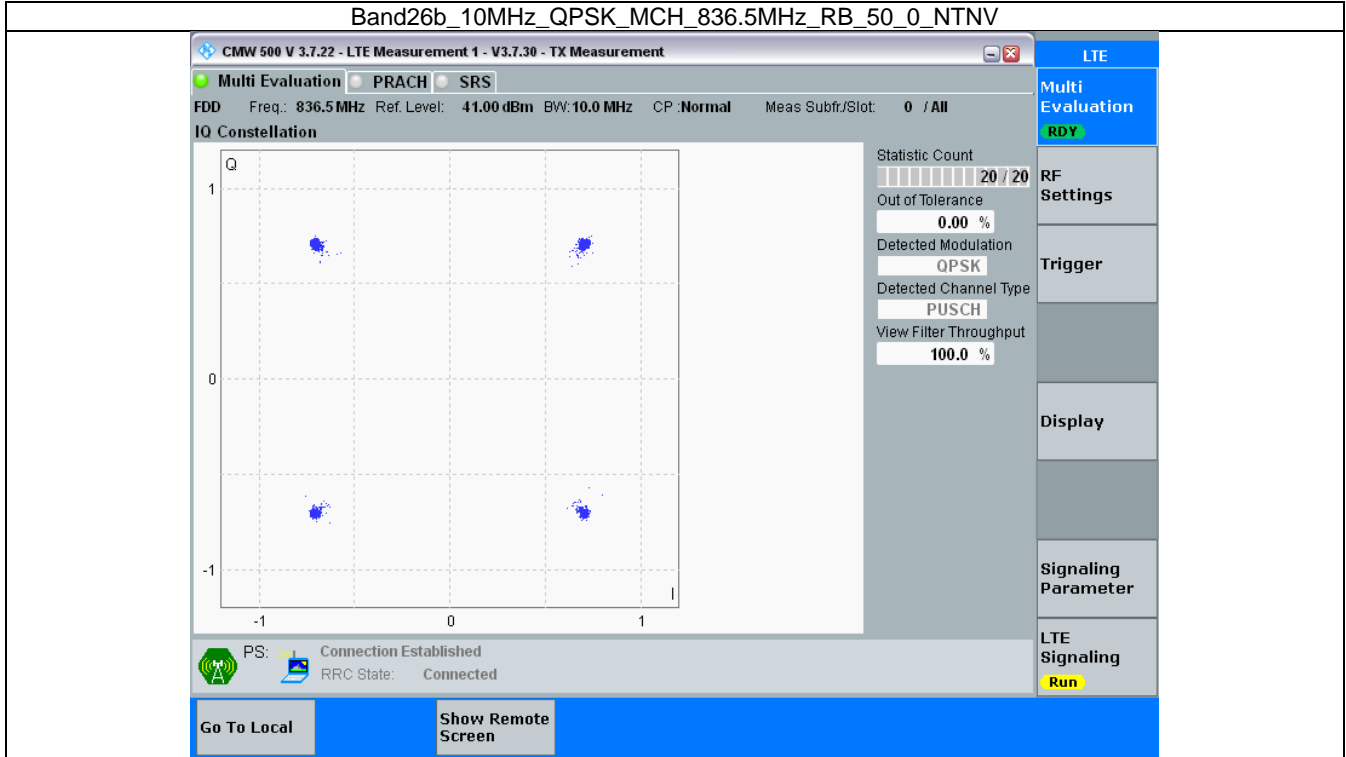 Band26b_10MHz_QPSK_MCH_836.5MHz_RB_50_0_NTNV
CMW 500 V 3.7.22 - LTE Measurement 1 - V3.7.30 - TX Measurement
LTE
Multi Evaluation PRACH SRS
Multi
Evaluation
RDY
FDD Freq.: 836.5 MHz Ref. Level: 41.00 dBm BW: 10.0 MHz CP :Normal Meas Subfr./Slot: 0 / All
IQ Constellation
Q
1
0
-1
-1 0 1
I
Statistic Count
20 / 20
Out of Tolerance
0.00 %
Detected Modulation
QPSK
Detected Channel Type
PUSCH
View Filter Throughput
100.0 %
RF
Settings
Trigger
Display
Signaling
Parameter
LTE
Signaling
Run
PS: Connection Established
RRC State: Connected
Go To Local
Show Remote
Screen